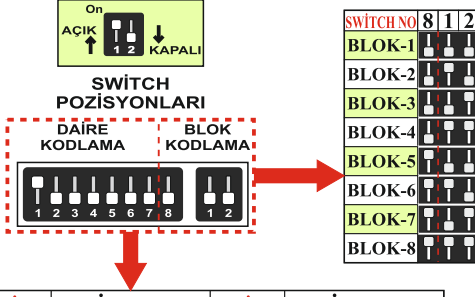 On
AÇIK
KAPALI
1 2
SWİTCH
POZİSYONLARI
DAİRE
KODLAMA
BLOK
KODLAMA
1 2 3 4 5 6 7 8
1 2
SWİTCH NO 8 1 2
BLOK-1
BLOK-2
BLOK-3
BLOK-4
BLOK-5
BLOK-6
BLOK-7
BLOK-8